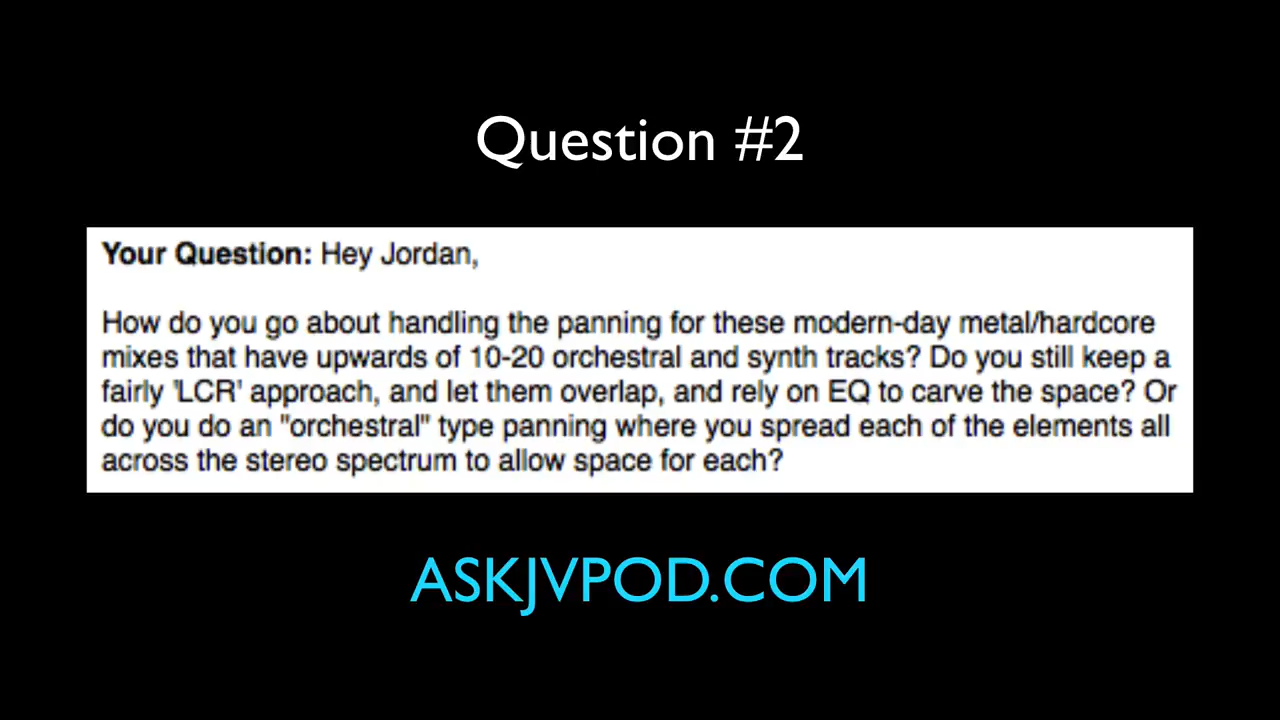 Question #2
Your Question: Hey Jordan,
How do you go about handling the panning for these modern-day metal/hardcore
mixes that have upwards of 10-20 orchestral and synth tracks? Do you still keep a
fairly 'LCR' approach, and let them overlap, and rely on EQ to carve the space? Or
do you do an "orchestral" type panning where you spread each of the elements all
across the stereo spectrum to allow space for each?
ASKJVPOD.COM